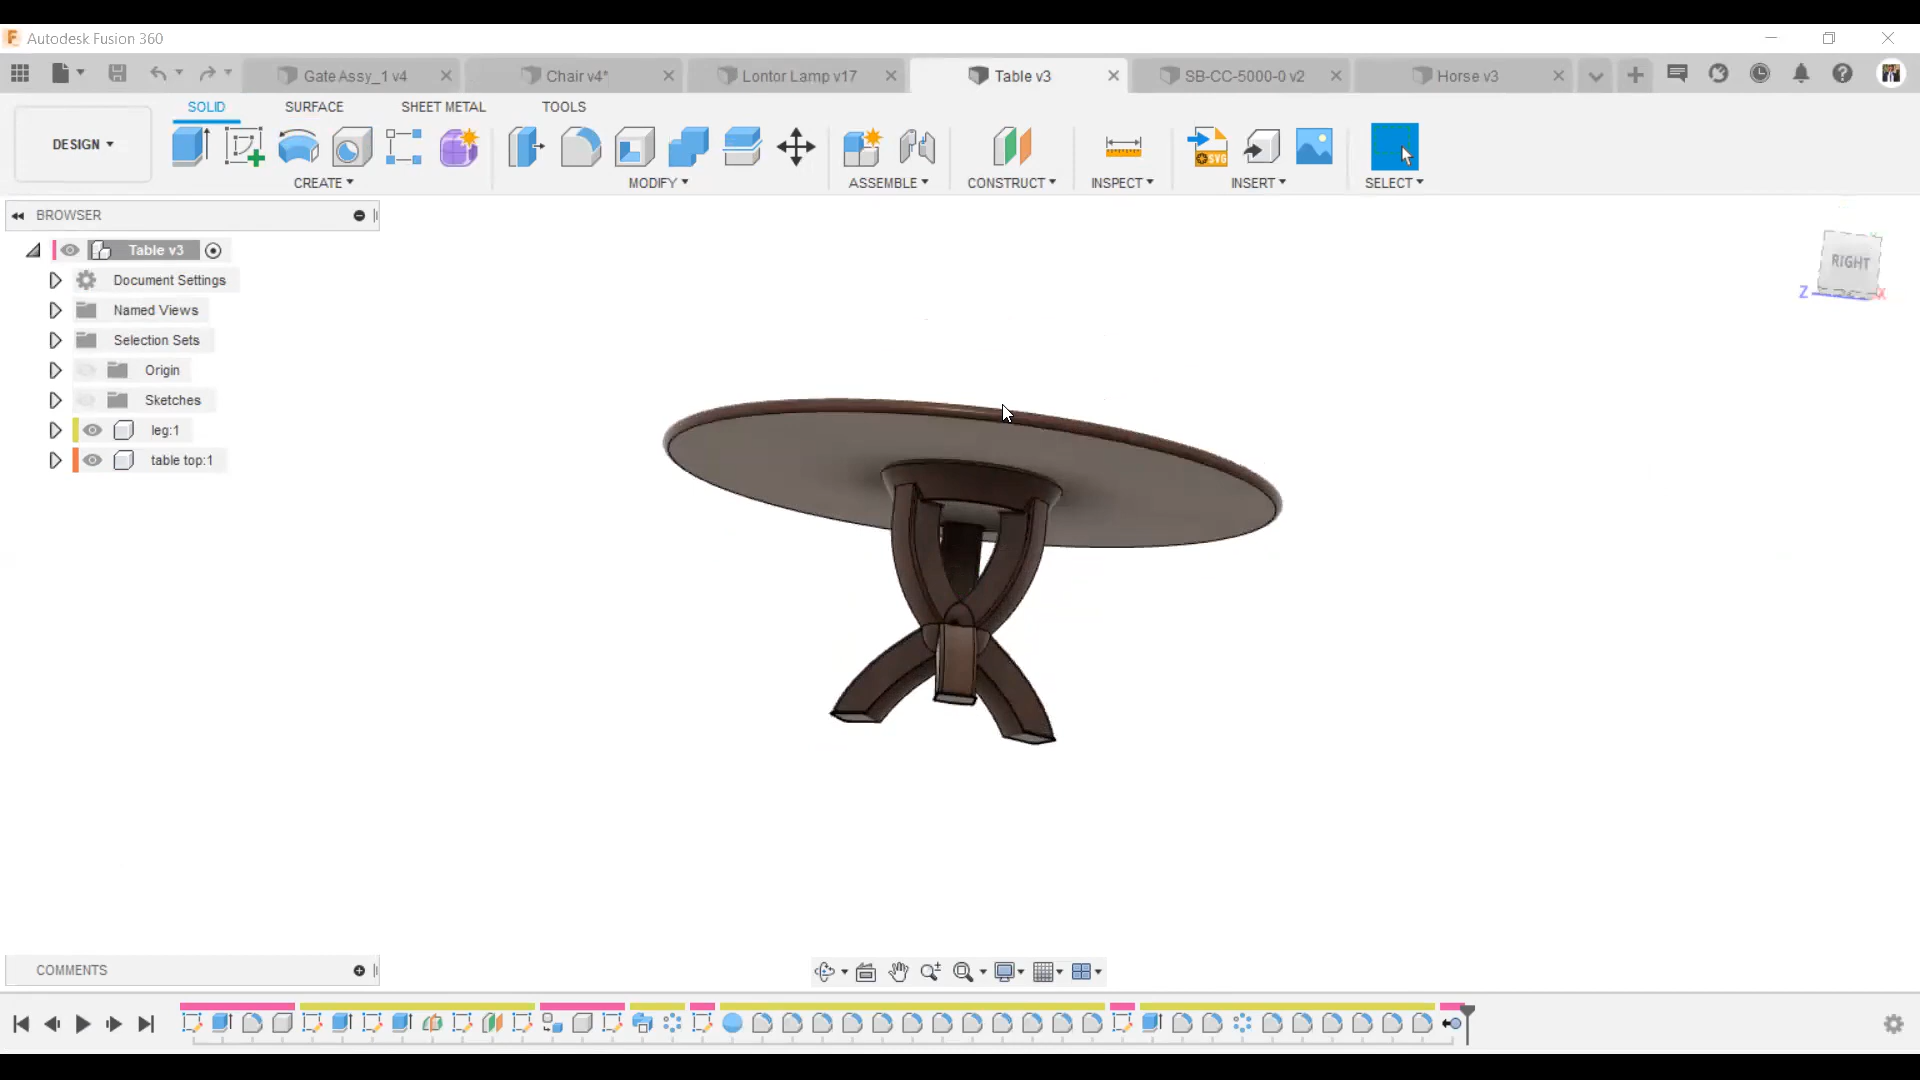 Autodesk Fusion 360
Gate Assy_1 v4
Chair v4*
Lontor Lamp v17
Table v3
SB-CC-5000-0 v2
Horse v3
DESIGN
SOLID
SURFACE
SHEET METAL
TOOLS
CREATE
MODIFY
ASSEMBLE
CONSTRUCT
INSPECT
SVG
INSERT
SELECT
BROWSER
Table v3
Document Settings
Named Views
Selection Sets
Origin
Sketches
leg:1
table top:1
RIGHT
Z
X
COMMENTS